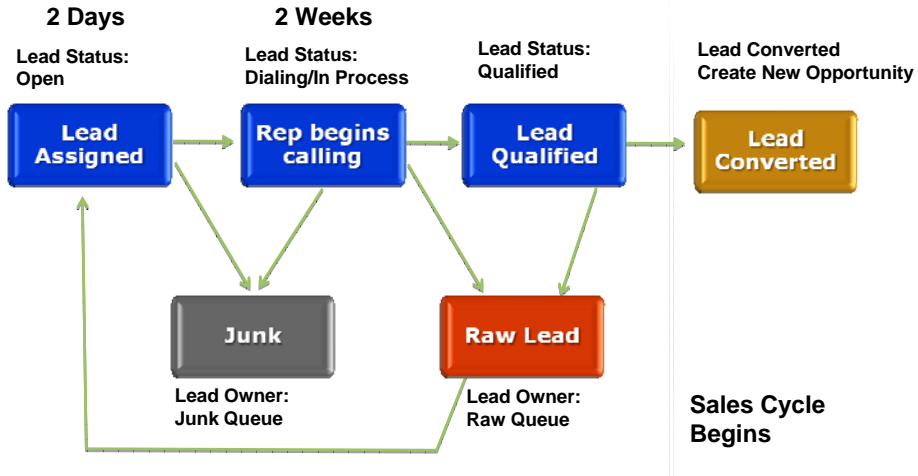 2 Days
2 Weeks
Lead Status:
Open
Lead Status:
Dialing/In Process
Lead Status:
Qualified
Lead Converted
Create New Opportunity
Lead
Assigned
Rep begins
calling
Lead
Qualified
Lead
Converted
Junk
Raw Lead
Lead Owner:
Junk Queue
Lead Owner:
Raw Queue
Sales Cycle
Begins